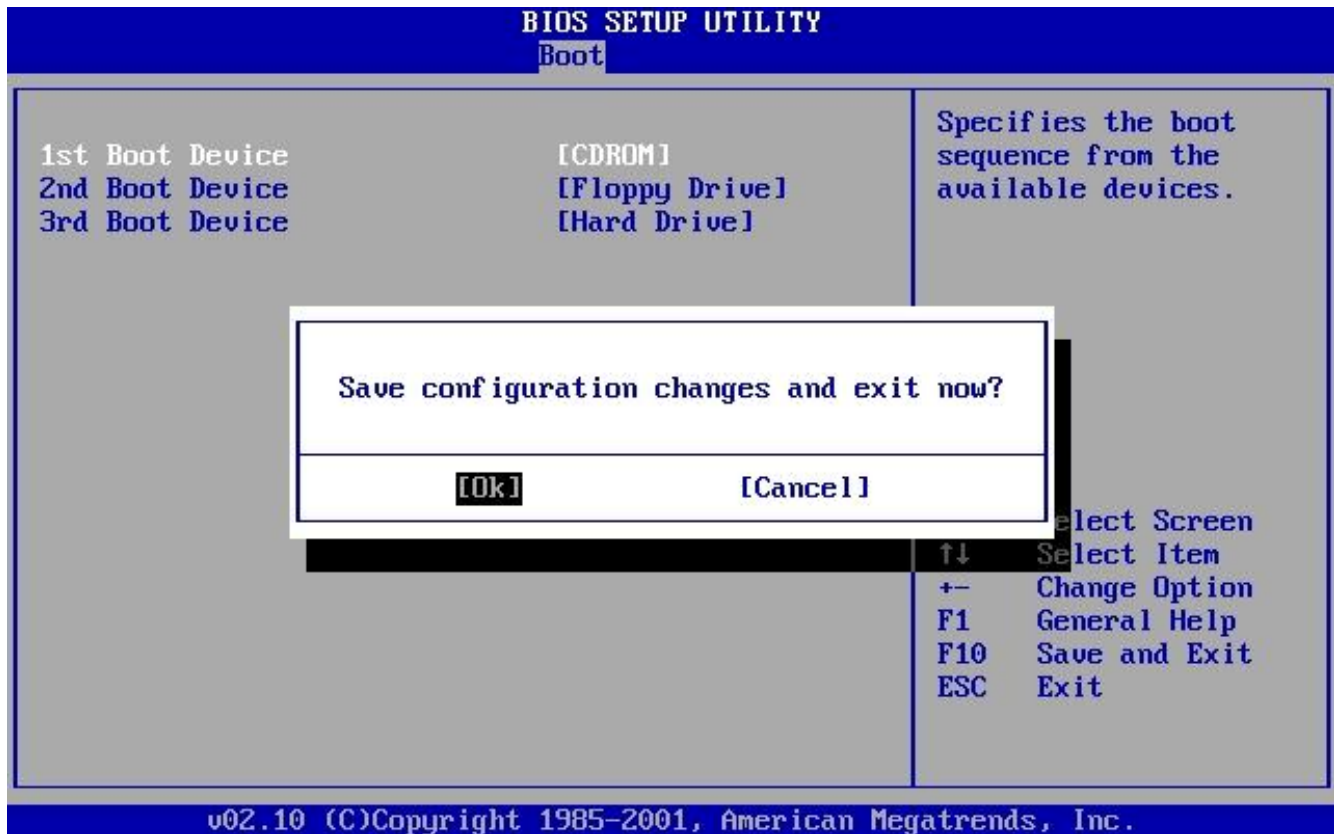 BIOS SETUP UTILITY
Boot
1st Boot Device [CDROM]
2nd Boot Device [Floppy Drive]
3rd Boot Device [Hard Drive]
Specifies the boot
sequence from the
available devices.
Save configuration changes and exit now?
[Ok] [Cancel]
elect Screen
↑↓ Select Item
+- Change Option
F1 General Help
F10 Save and Exit
ESC Exit
v02.10 (C)Copyright 1985-2001, American Megatrends, Inc.